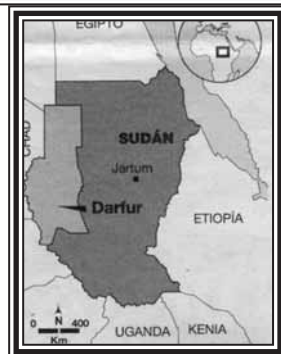 EGIPTO
CHAD
SUDÁN
Jartum
Darfur
ETIOPÍA
N
0 400
Km
UGANDA KENIA